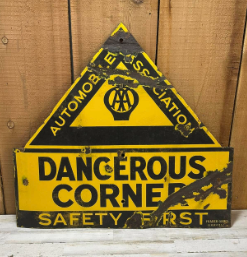 AUTOMOBILE ASSOCIATION
AA
DANGEROUS
CORNER
SAFETY FIRST